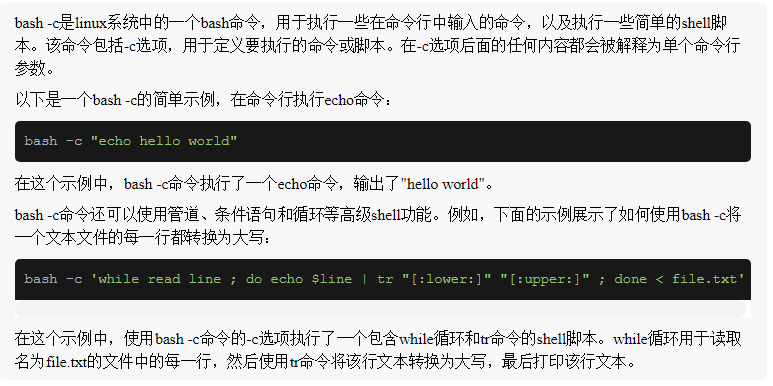 bash -c是linux系统中的一个bash命令，用于执行一些在命令行中输入的命令，以及执行一些简单的shell脚
本。该命令包括-c选项，用于定义要执行的命令或脚本。在-c选项后面的任何内容都会被解释为单个命令行
参数。
以下是一个bash -c的简单示例，在命令行执行echo命令：
bash -c "echo hello world"
在这个示例中，bash -c命令执行了一个echo命令，输出了"hello world"。
bash -c命令还可以使用管道、条件语句和循环等高级shell功能。例如，下面的示例展示了如何使用bash -c将
一个文本文件的每一行都转换为大写：
bash -c 'while read line ; do echo $line | tr "[:lower:]" "[:upper:]" ; done < file.txt'
在这个示例中，使用bash -c命令的-c选项执行了一个包含while循环和tr命令的shell脚本。while循环用于读取
名为file.txt的文件中的每一行，然后使用tr命令将该行文本转换为大写，最后打印该行文本。